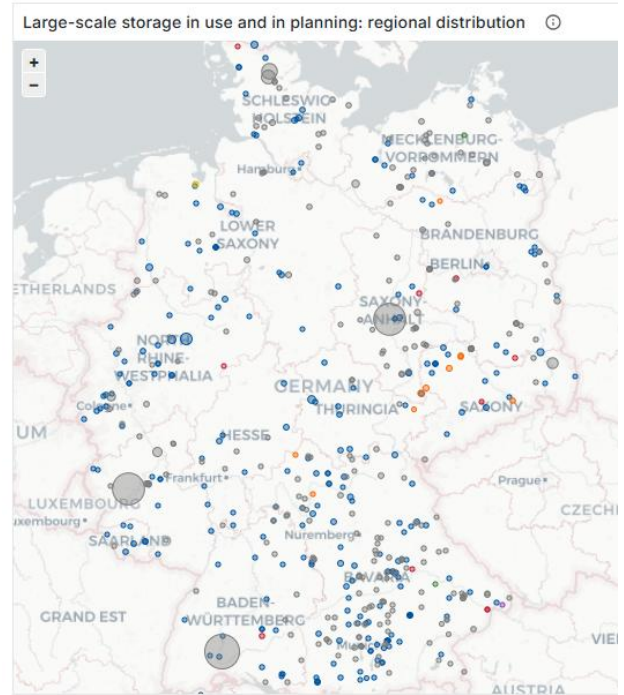 Large-scale storage in use and in planning: regional distribution
+
−
SCHLESWIG-
HOLSTEIN
MECKLENBURG-
VORPOMMERN
Hamburg
LOWER
SAXONY
BRANDENBURG
BERLIN
ETHERLANDS
SAXONY-
ANHALT
NORTH
RHINE-
WESTPHALIA
GERMANY
Cologne
THURINGIA
SAXONY
UM
HESSE
Frankfurt
Prague
LUXEMBOURG
uxembourg
CZECH
SAARLAND
Nuremberg
BAVARIA
GRAND EST
BADEN-
WÜRTTEMBERG
VIE
AUSTRIA